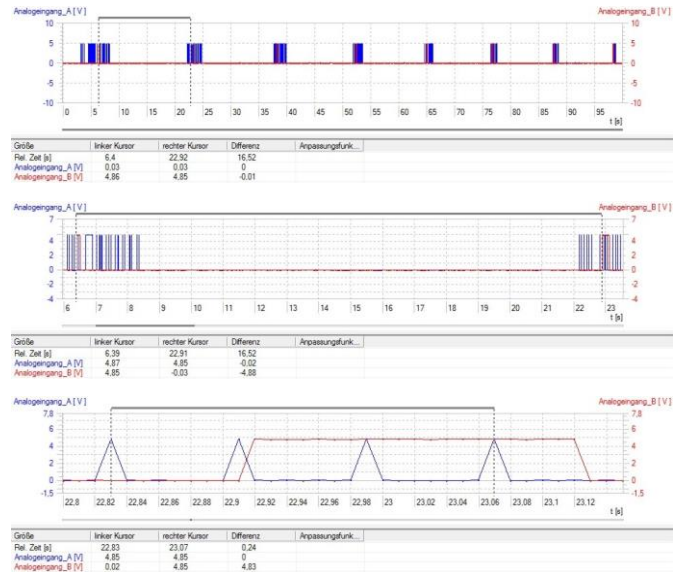 Analogeingang_A [ V ] Analogeingang_B [ V ]
10 10
5 5
0 0
-5 -5
-10 -10
0 5 10 15 20 25 30 35 40 45 50 55 60 65 70 75 80 85 90 95
t [s]
Größe linker Kursor rechter Kursor Differenz Anpassungsfunk...
Rel. Zeit [s] 6,4 22,92 16,52
Analogeingang_A [V] 0,03 0,03 0
Analogeingang_B [V] 4,86 4,85 -0,01
Analogeingang_A [ V ] Analogeingang_B [ V ]
7 7
4 4
2 2
0 0
-2 -2
-4 -4
6 7 8 9 10 11 12 13 14 15 16 17 18 19 20 21 22 23
t [s]
Größe linker Kursor rechter Kursor Differenz Anpassungsfunk...
Rel. Zeit [s] 6,39 22,91 16,52
Analogeingang_A [V] 4,87 4,85 -0,02
Analogeingang_B [V] 4,85 -0,03 -4,88
Analogeingang_A [ V ] Analogeingang_B [ V ]
7,8 7,8
6 6
4 4
2 2
0 0
-1,5 -1,5
22,8 22,82 22,84 22,86 22,88 22,9 22,92 22,94 22,96 22,98 23 23,02 23,04 23,06 23,08 23,1 23,12
t [s]
Größe linker Kursor rechter Kursor Differenz Anpassungsfunk...
Rel. Zeit [s] 22,83 23,07 0,24
Analogeingang_A [V] 4,85 4,85 0
Analogeingang_B [V] 0,02 4,85 4,83